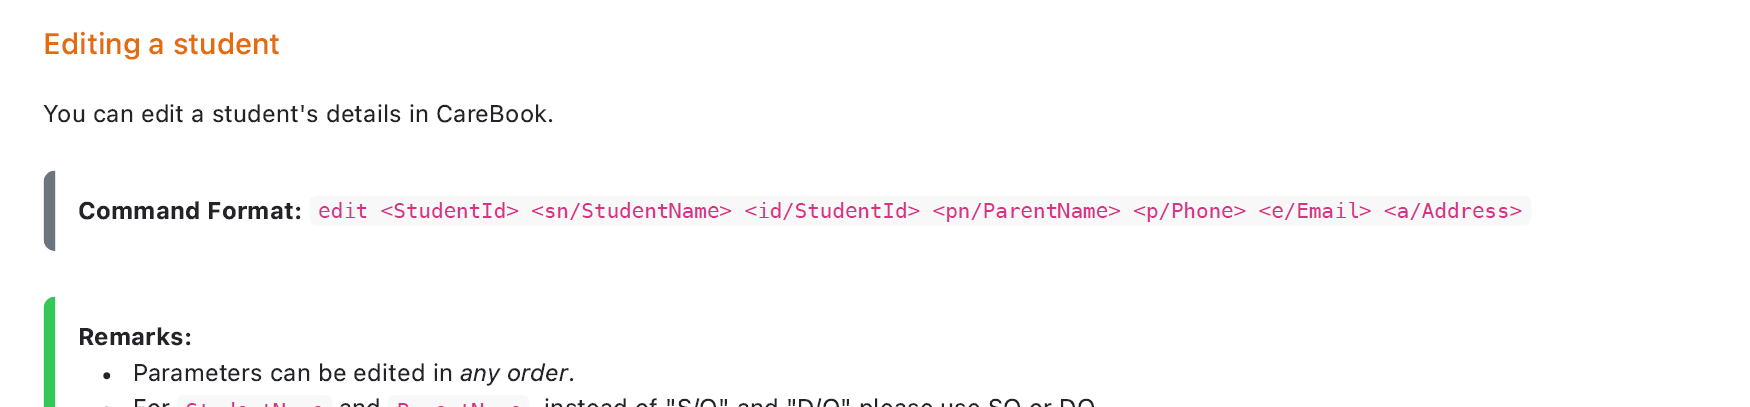 Editing a student
You can edit a student's details in CareBook.
Command Format: edit <StudentId> <sn/StudentName> <id/StudentId> <pn/ParentName> <p/Phone> <e/Email> <a/Address>
Remarks:
• Parameters can be edited in any order.
• For StudentName and ParentName, instead of "S/O" and "D/O" please use SO or DO